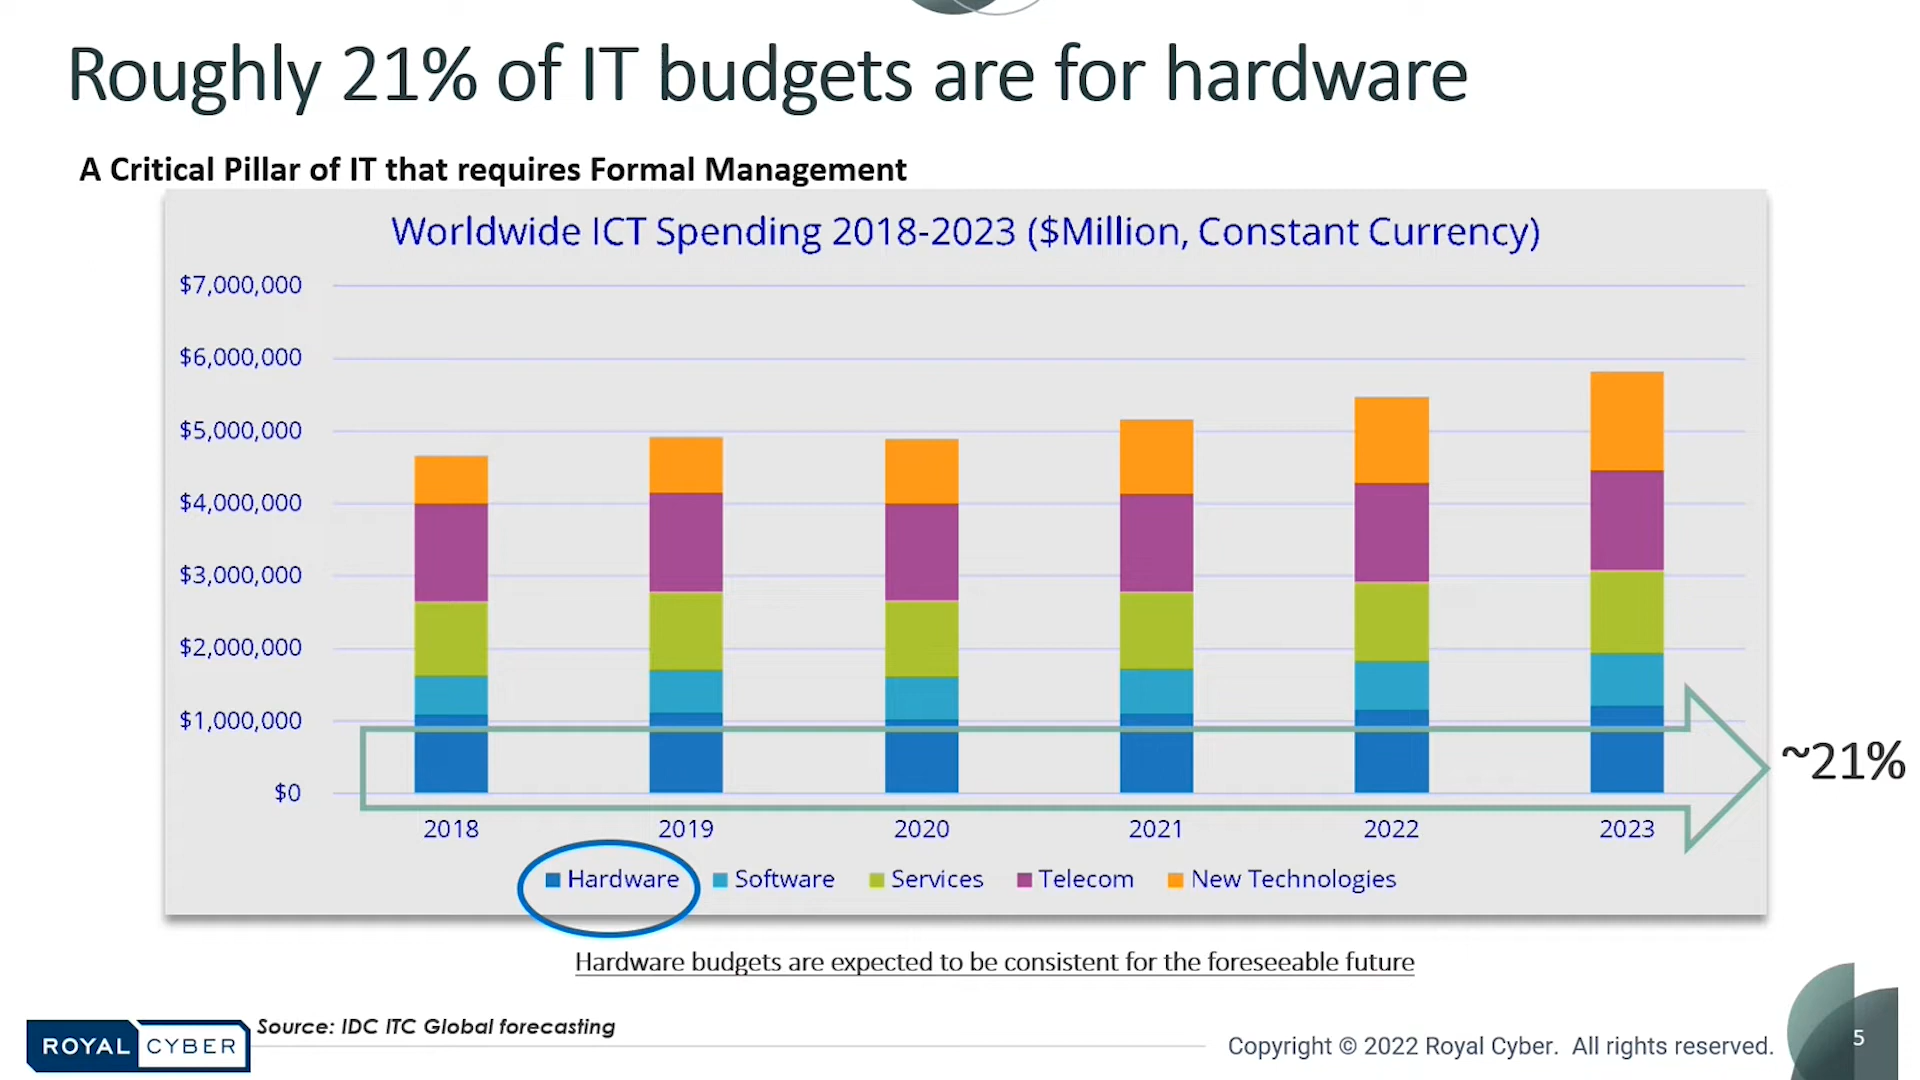 Roughly 21% of IT budgets are for hardware
A Critical Pillar of IT that requires Formal Management
Worldwide ICT Spending 2018-2023 ($Million, Constant Currency)
$7,000,000
$6,000,000
$5,000,000
$4,000,000
$3,000,000
$2,000,000
$1,000,000
$0
~21%
2018 2019 2020 2021 2022 2023
Hardware Software Services Telecom New Technologies
Hardware budgets are expected to be consistent for the foreseeable future
Source: IDC ITC Global forecasting
ROYAL CYBER
Copyright © 2022 Royal Cyber. All rights reserved.
5